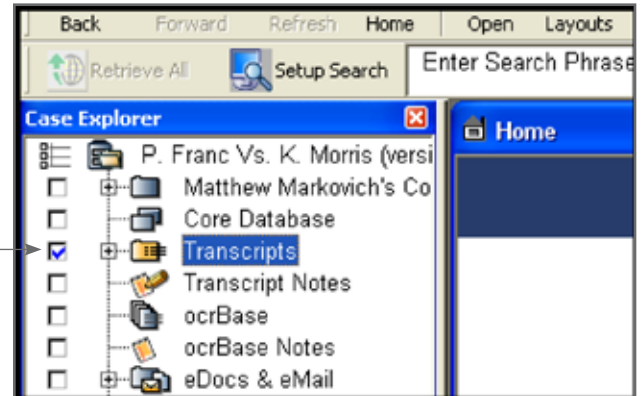 Back Forward Refresh Home Open Layouts
Retrieve All Setup Search Enter Search Phrase
Case Explorer
Home
P. Franc Vs. K. Morris (versi
Matthew Markovich's Co
Core Database
Transcripts
Transcript Notes
ocrBase
ocrBase Notes
eDocs & eMail